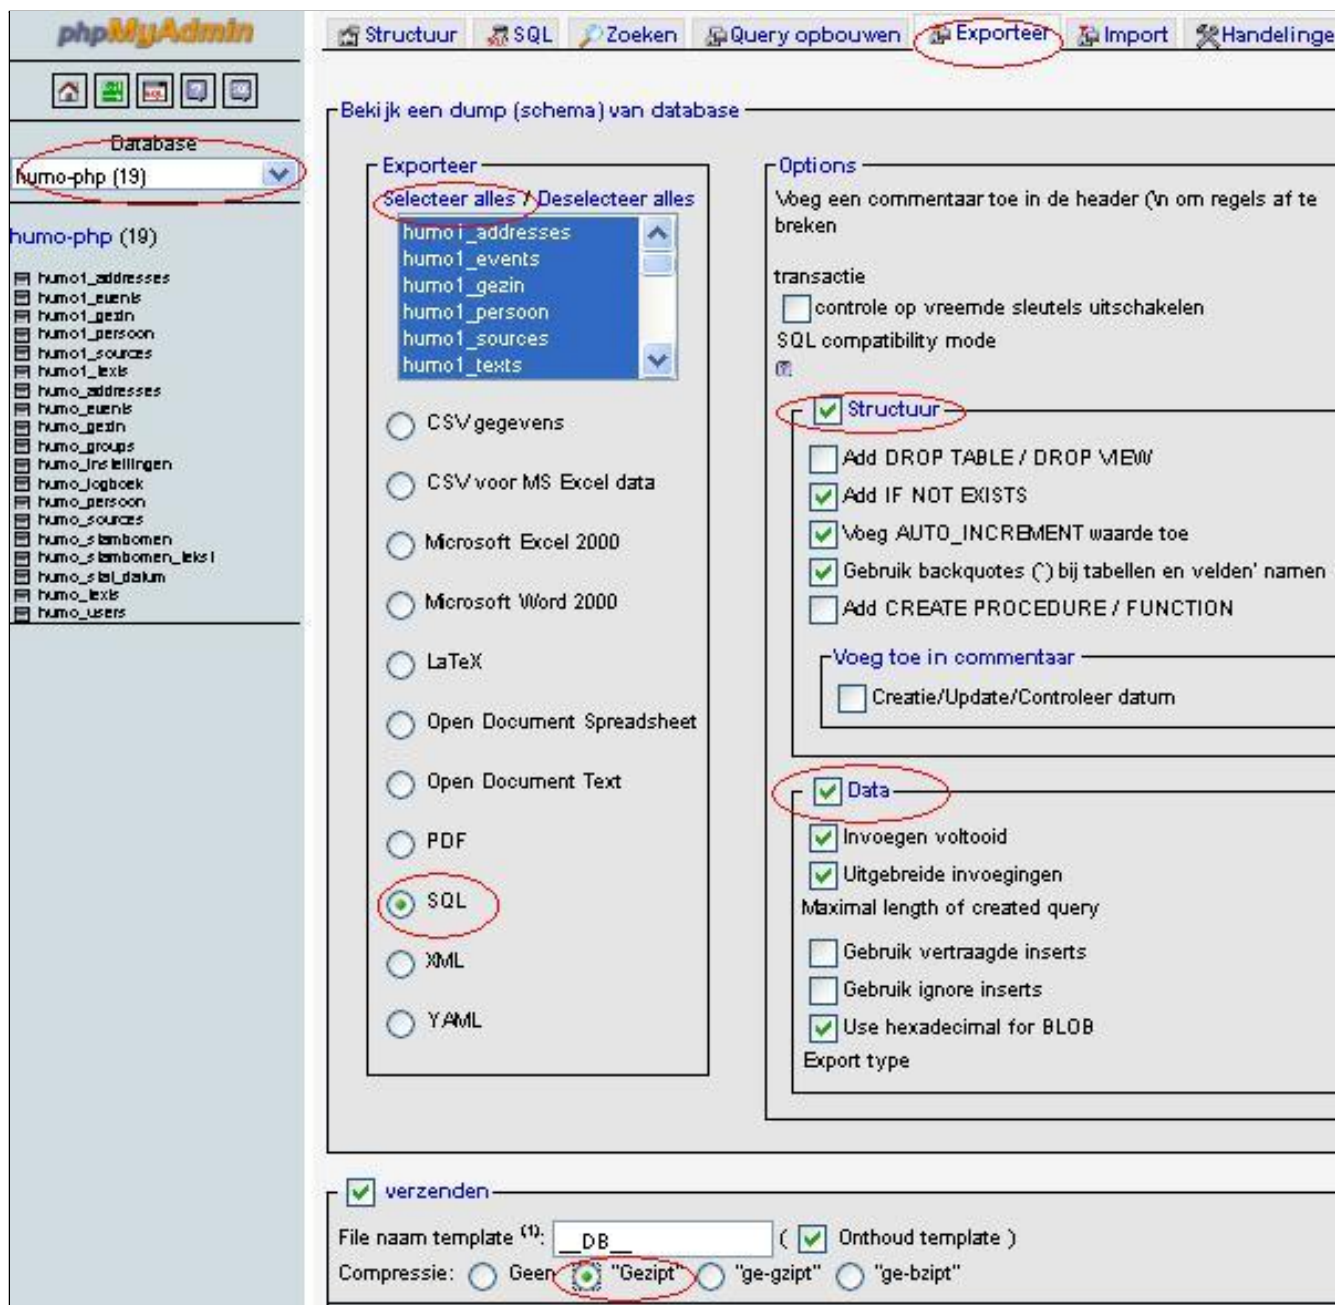 phpMyAdmin
Database
humo-php (19)
humo-php (19)
humo1_addresses
humo1_events
humo1_gezin
humo1_persoon
humo1_sources
humo1_texts
humo_addresses
humo_events
humo_gezin
humo_groups
humo_instellingen
humo_logboek
humo_persoon
humo_sources
humo_stambomen
humo_stambomen_tekst
humo_stat_datum
humo_texts
humo_users
Structuur SQL Zoeken Query opbouwen Exporteer Import Handelinge
Bekijk een dump (schema) van database
Exporteer
Selecteer alles / Deselecteer alles
humo1_addresses
humo1_events
humo1_gezin
humo1_persoon
humo1_sources
humo1_texts
CSV gegevens
CSV voor MS Excel data
Microsoft Excel 2000
Microsoft Word 2000
LaTeX
Open Document Spreadsheet
Open Document Text
PDF
SQL
XML
YAML
Options
Voeg een commentaar toe in de header (\n om regels af te
breken
transactie
controle op vreemde sleutels uitschakelen
SQL compatibility mode
Structuur
Add DROP TABLE / DROP VIEW
Add IF NOT EXISTS
Voeg AUTO_INCREMENT waarde toe
Gebruik backquotes (`) bij tabellen en velden' namen
Add CREATE PROCEDURE / FUNCTION
Voeg toe in commentaar
Creatie/Update/Controleer datum
Data
Invoegen voltooid
Uitgebreide invoegingen
Maximal length of created query
Gebruik vertraagde inserts
Gebruik ignore inserts
Use hexadecimal for BLOB
Export type
verzenden
File naam template (1): __DB__ ( Onthoud template )
Compressie: Geen "Gezipt" "ge-gzipt" "ge-bzipt"